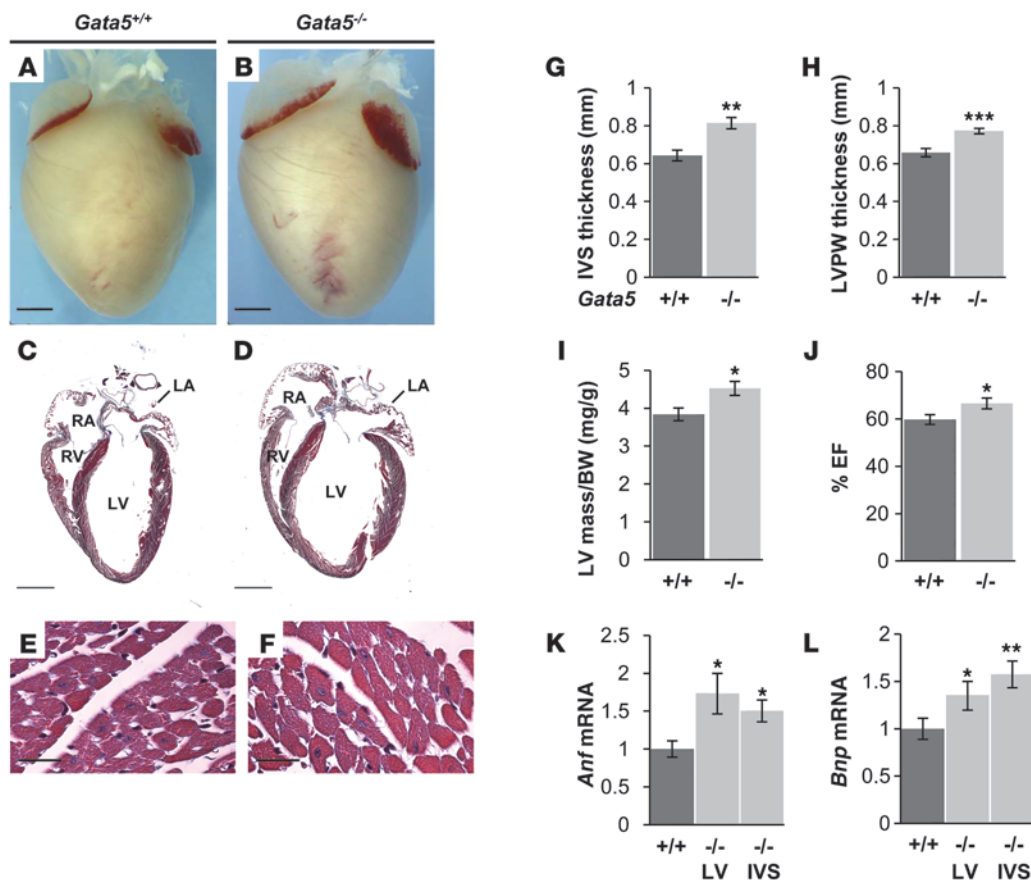 Gata5+/+ Gata5-/-
A B
C D
LA LA
RA RA
RV RV
LV LV
E F
G
IVS thickness (mm)
1
0.8
0.6
0.4
0.2
0
**
Gata5 +/+ -/-
H
LVPW thickness (mm)
1
0.8
0.6
0.4
0.2
0
***
+/+ -/-
I
LV mass/BW (mg/g)
5
4
3
2
1
0
*
+/+ -/-
J
% EF
100
80
60
40
20
0
*
+/+ -/-
K
Anf mRNA
2.5
2
1.5
1
0.5
0
* *
+/+ -/- -/-
LV IVS
L
Bnp mRNA
2
1.5
1
0.5
0
* **
+/+ -/- -/-
LV IVS